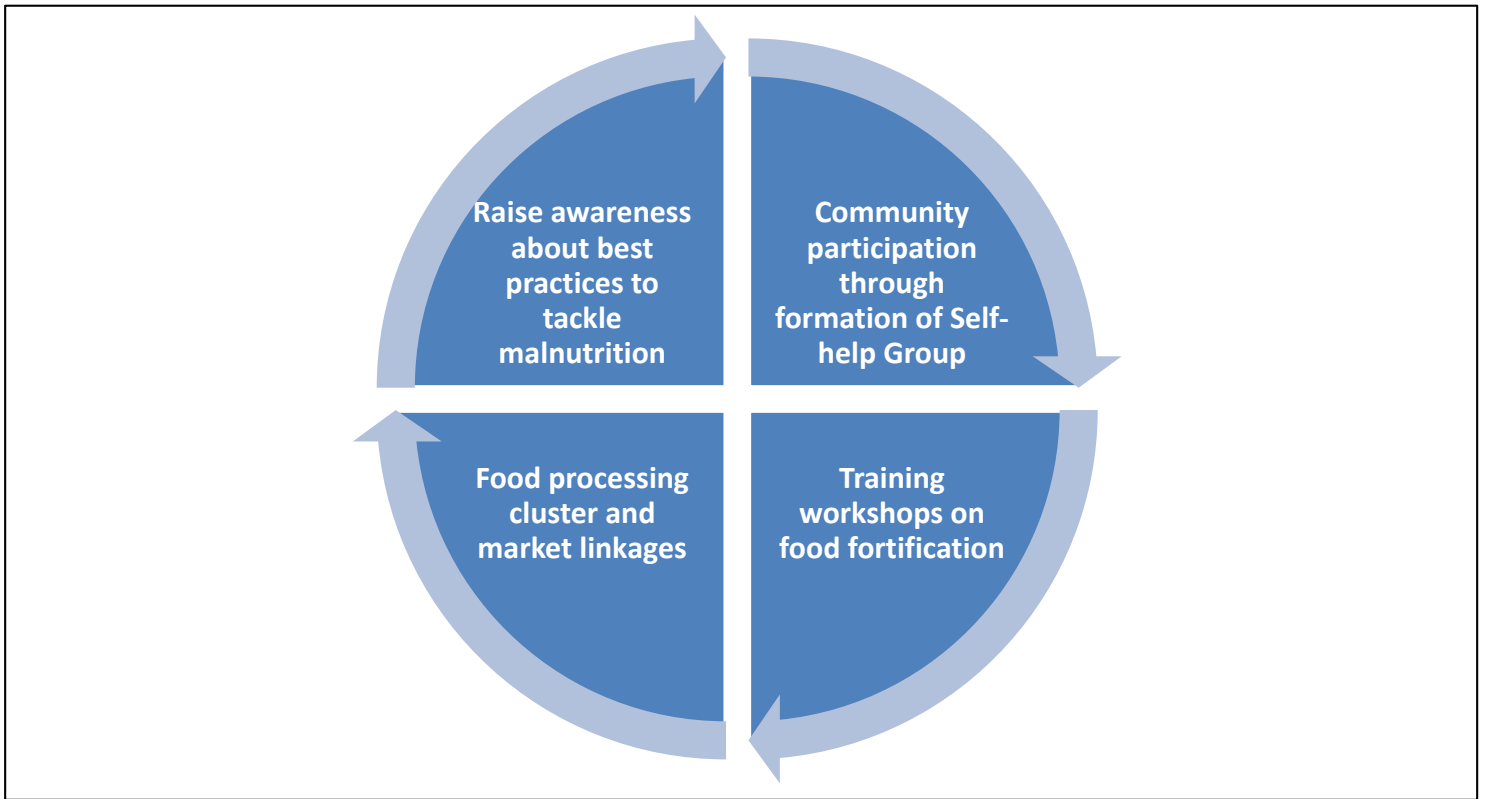 Raise awareness
about best
practices to
tackle
malnutrition
Community
participation
through
formation of Self-
help Group
Food processing
cluster and
market linkages
Training
workshops on
food fortification